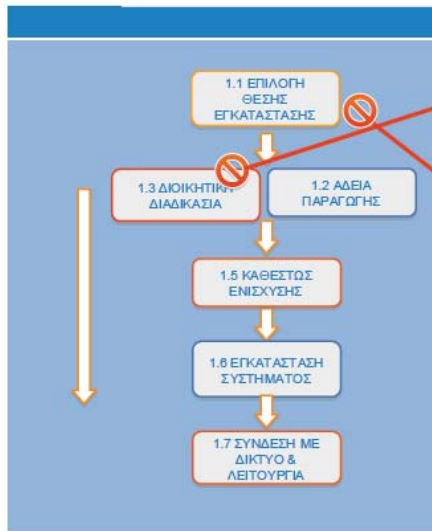 1.1 ΕΠΙΛΟΓΗ
ΘΕΣΗΣ
ΕΓΚΑΤΑΣΤΑΣΗΣ
1.3 ΔΙΟΙΚΗΤΙΚΗ
ΔΙΑΔΙΚΑΣΙΑ
1.2 ΑΔΕΙΑ
ΠΑΡΑΓΩΓΗΣ
1.5 ΚΑΘΕΣΤΩΣ
ΕΝΙΣΧΥΣΗΣ
1.6 ΕΓΚΑΤΑΣΤΑΣΗ
ΣΥΣΤΗΜΑΤΟΣ
1.7 ΣΥΝΔΕΣΗ ΜΕ
ΔΙΚΤΥΟ &
ΛΕΙΤΟΥΡΓΙΑ